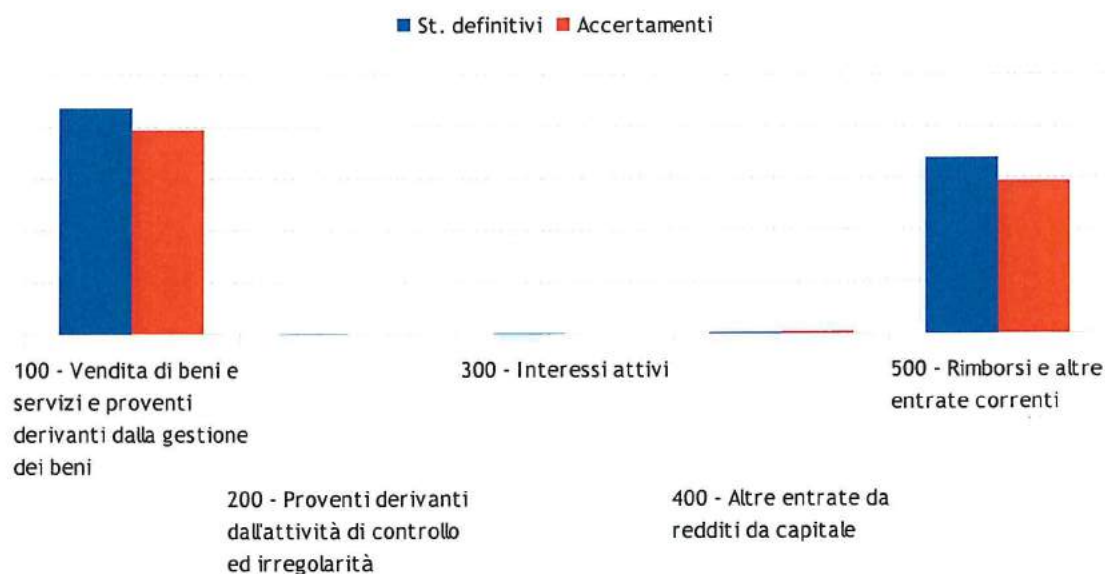 St. definitivi Accertamenti
100 - Vendita di beni e
servizi e proventi
derivanti dalla gestione
dei beni
200 - Proventi derivanti
dall'attività di controllo
ed irregolarità
300 - Interessi attivi
400 - Altre entrate da
redditi da capitale
500 - Rimborsi e altre
entrate correnti